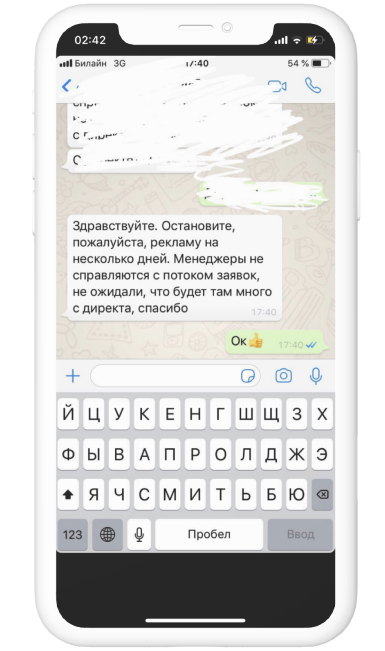 02:42
Билайн 3G 17:40 54 %
Здравствуйте. Остановите,
пожалуйста, рекламу на
несколько дней. Менеджеры не
справляются с потоком заявок,
не ожидали, что будет там много
с директа, спасибо
17:40
Ок👍 17:40
Й Ц У К Е Н Г Ш Щ З Х
Ф Ы В А П Р О Л Д Ж Э
Я Ч С М И Т Ь Б Ю
123 Пробел Ввод